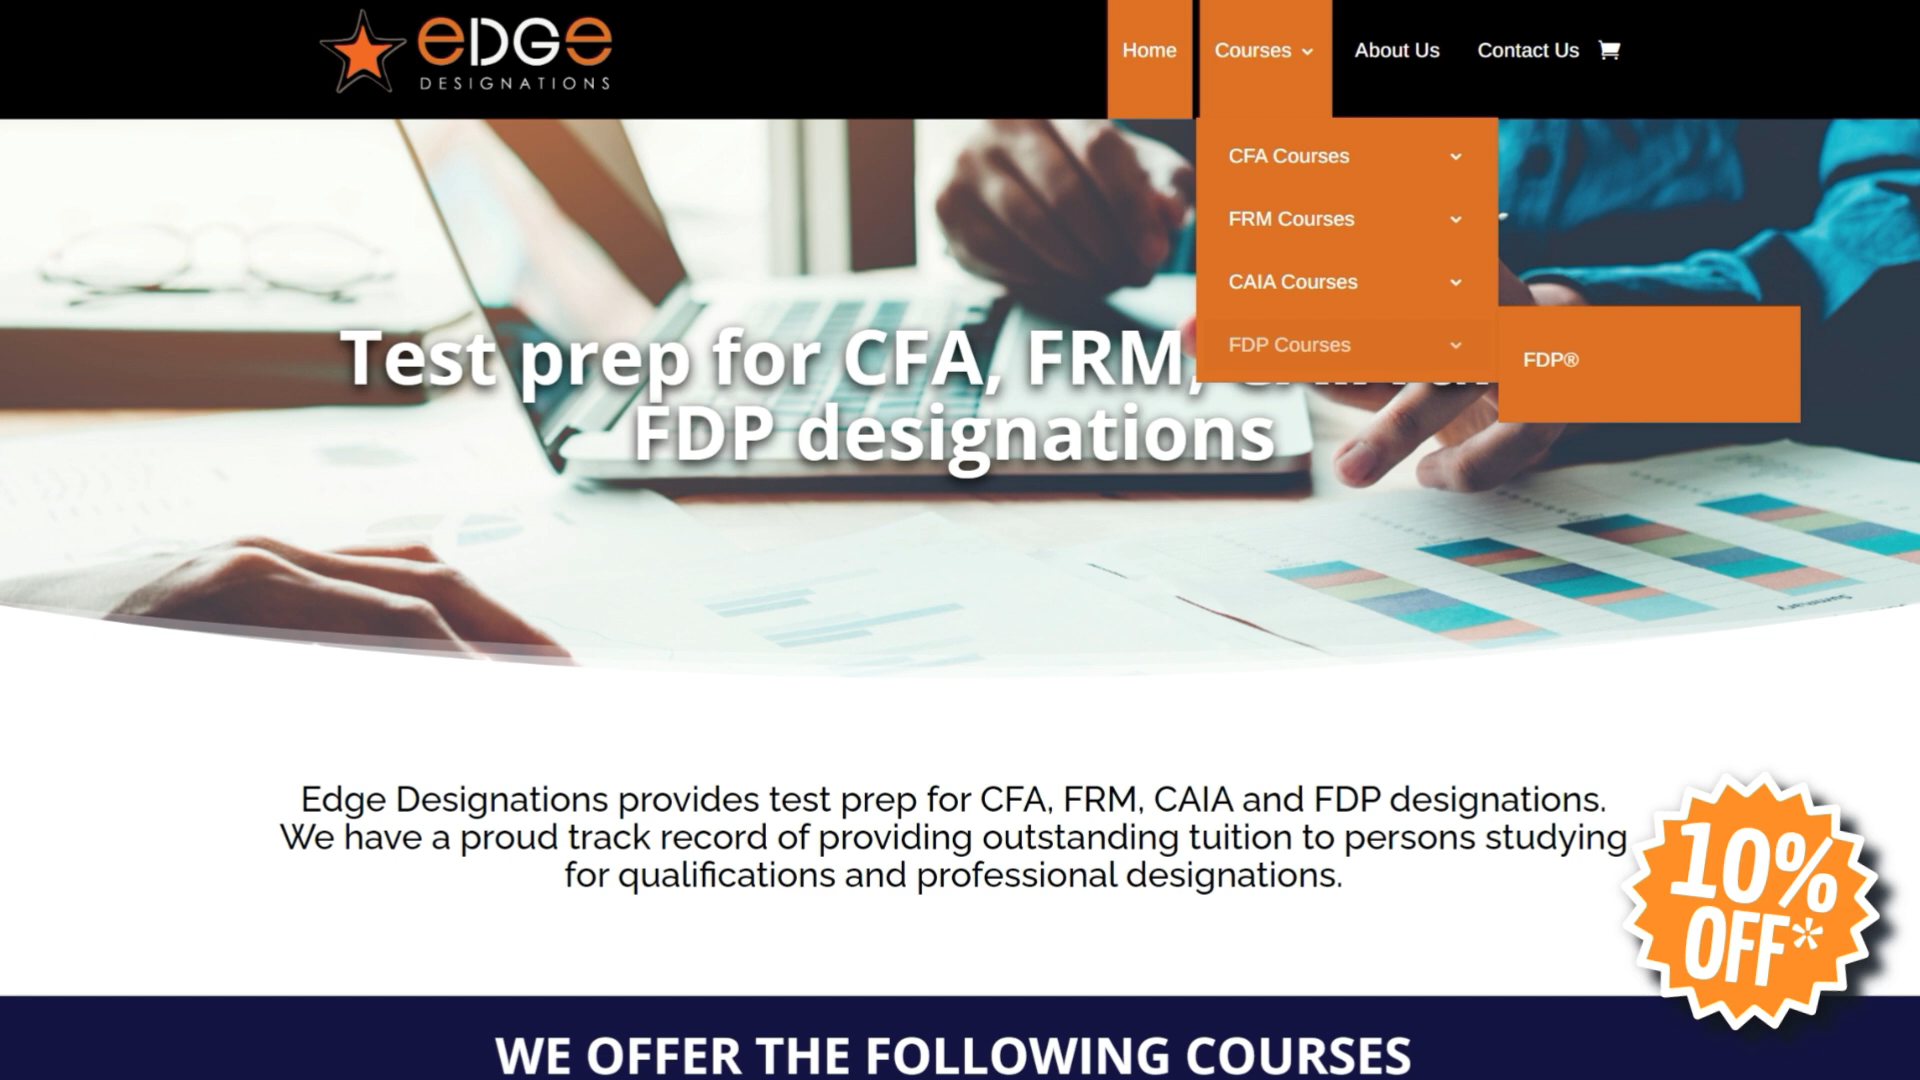 EDGE
DESIGNATIONS
Home
Courses
About Us
Contact Us
CFA Courses
FRM Courses
CAIA Courses
FDP Courses
FDP®
Test prep for CFA, FRM,
FDP designations
Summary
Edge Designations provides test prep for CFA, FRM, CAIA and FDP designations.
We have a proud track record of providing outstanding tuition to persons studying
for qualifications and professional designations.
10%
OFF*
WE OFFER THE FOLLOWING COURSES